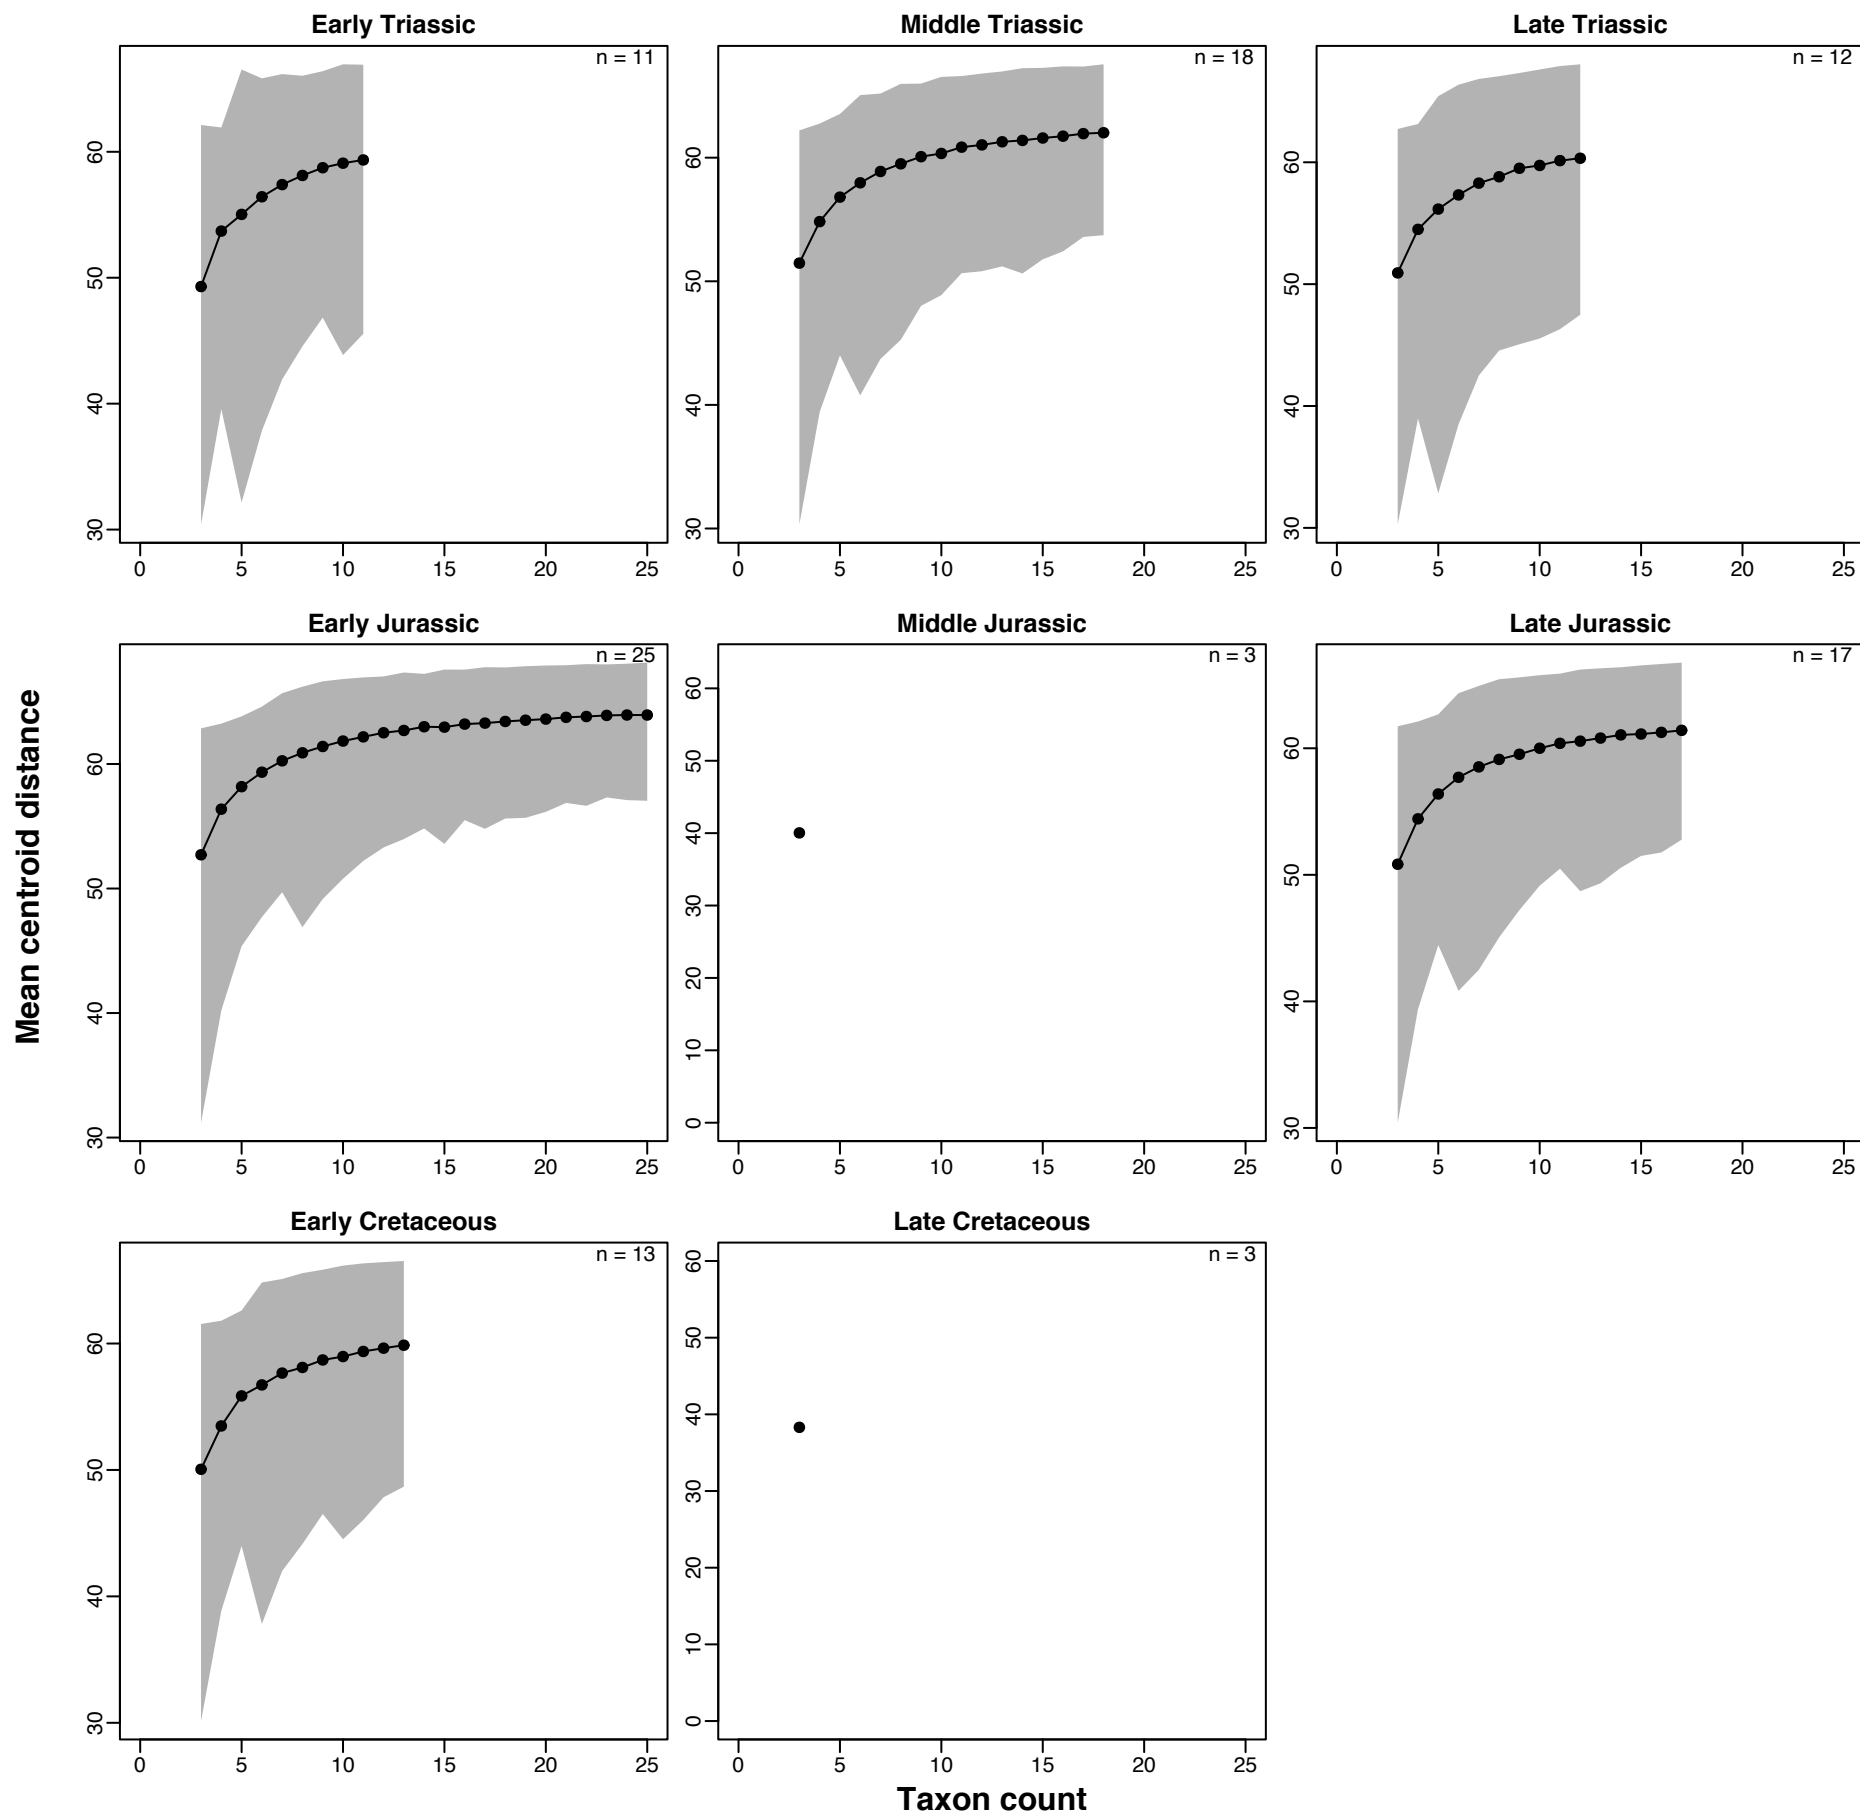 Early Triassic
n = 11
30 40 50 60
0 5 10 15 20 25
Middle Triassic
n = 18
30 40 50 60
0 5 10 15 20 25
Late Triassic
n = 12
30 40 50 60
0 5 10 15 20 25
Early Jurassic
n = 25
30 40 50 60
0 5 10 15 20 25
Middle Jurassic
n = 3
0 10 20 30 40 50 60
0 5 10 15 20 25
Late Jurassic
n = 17
30 40 50 60
0 5 10 15 20 25
Mean centroid distance
Early Cretaceous
n = 13
30 40 50 60
0 5 10 15 20 25
Late Cretaceous
n = 3
0 10 20 30 40 50 60
0 5 10 15 20 25
Taxon count